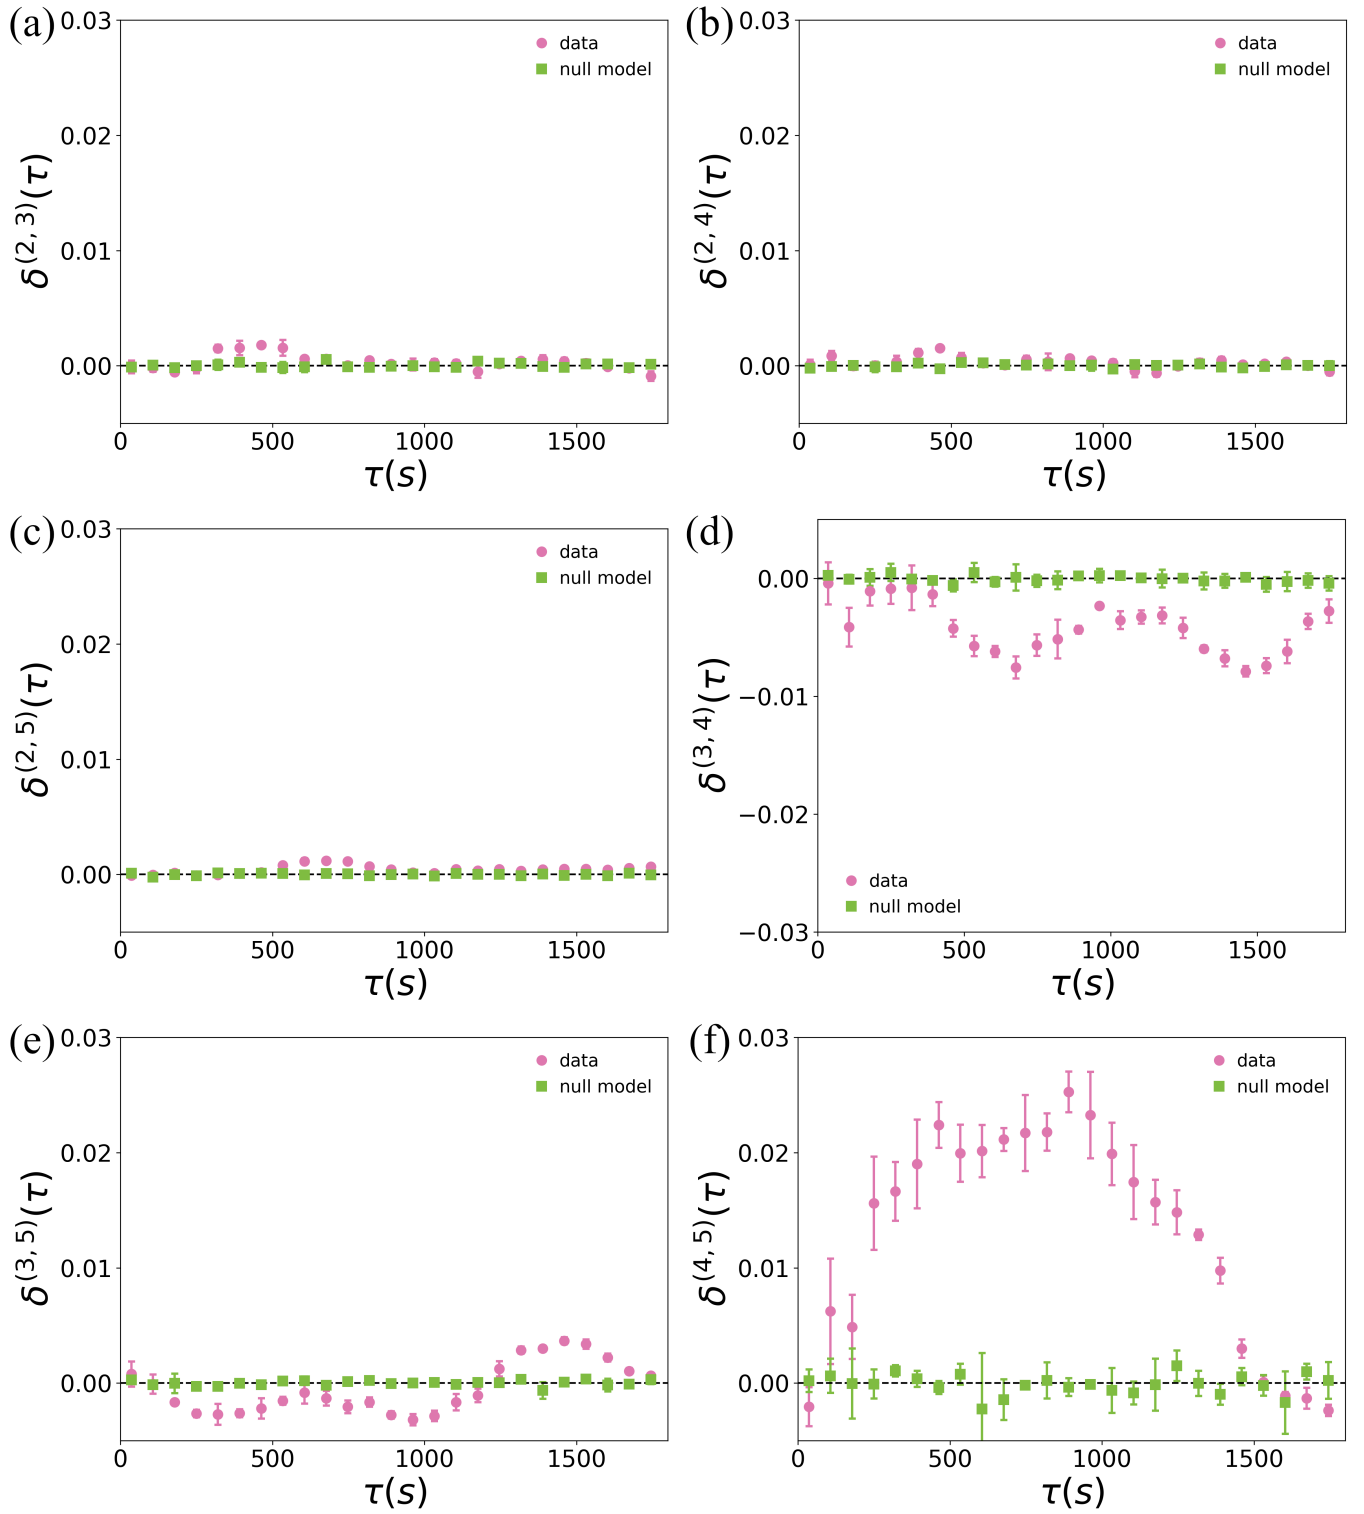 (a)
0.03
0.02
0.01
0.00
δ^(2, 3)(τ)
data
null model
0 500 1000 1500
τ(s)
(b)
0.03
0.02
0.01
0.00
δ^(2, 4)(τ)
data
null model
0 500 1000 1500
τ(s)
(c)
0.03
0.02
0.01
0.00
δ^(2, 5)(τ)
data
null model
0 500 1000 1500
τ(s)
(d)
0.00
−0.01
−0.02
−0.03
δ^(3, 4)(τ)
data
null model
0 500 1000 1500
τ(s)
(e)
0.03
0.02
0.01
0.00
δ^(3, 5)(τ)
data
null model
0 500 1000 1500
τ(s)
(f)
0.03
0.02
0.01
0.00
δ^(4, 5)(τ)
data
null model
0 500 1000 1500
τ(s)